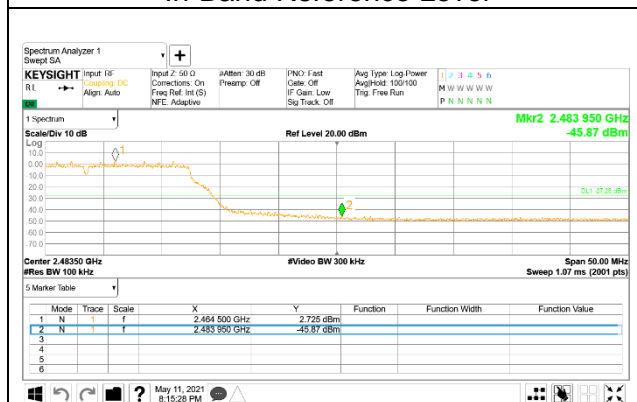 Spectrum Analyzer 1
Swept SA
KEYSIGHT Input: RF Input Z: 50 Ω #Atten: 30 dB PNO: Fast Avg Type: Log-Power 1 2 3 4 5 6
RL Coupling: DC Corrections: On Preamp: Off Gate: Off Avg|Hold: 100/100 M W W W W W
Align: Auto Freq Ref: Int (S) IF Gain: Low Trig: Free Run
NFE: Adaptive Sig Track: Off P N N N N N
1 Spectrum Mkr2 2.483 950 GHz
Scale/Div 10 dB Ref Level 20.00 dBm -45.87 dBm
Log
10.0
0.00
10.0
20.0
30.0
40.0
50.0
60.0
-70.0
1
2
Center 2.48350 GHz #Video BW 300 kHz Span 50.00 MHz
#Res BW 100 kHz Sweep 1.07 ms (2001 pts)
5 Marker Table
Mode Trace Scale X Y Function Function Width Function Value
1 N 1 f 2.464 500 GHz 2.725 dBm
2 N 1 f 2.483 950 GHz -45.87 dBm
3
4
5
6
? May 11, 2021
8:15:28 PM